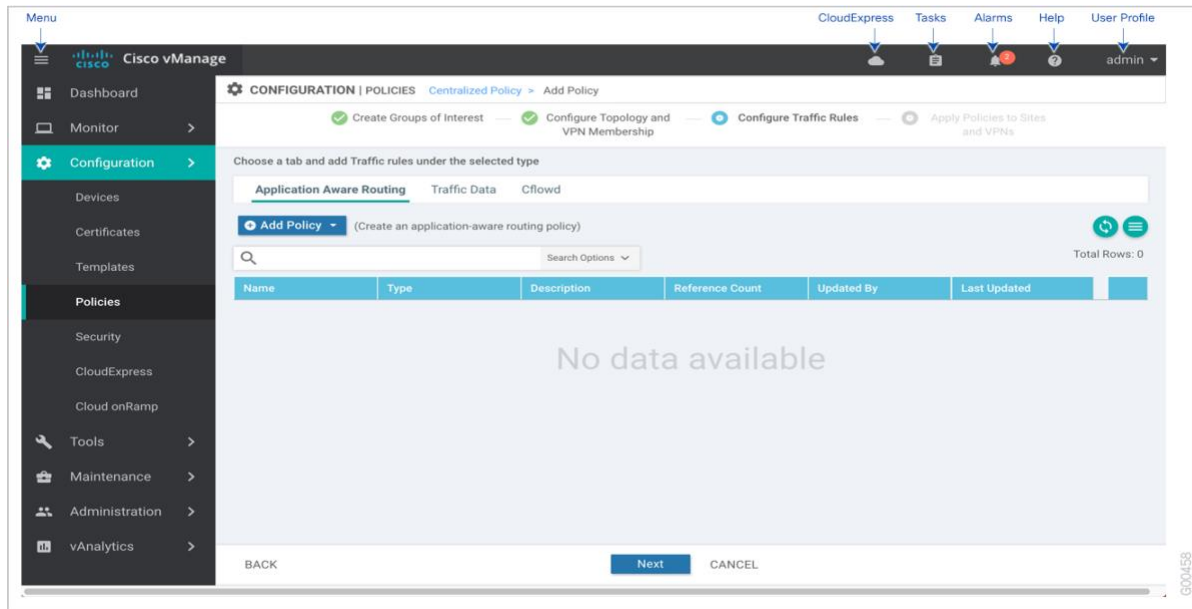 Menu
CloudExpress
Tasks
Alarms
Help
User Profile
cisco
Cisco vManage
2
admin
Dashboard
Monitor
Configuration
Devices
Certificates
Templates
Policies
Security
CloudExpress
Cloud onRamp
Tools
Maintenance
Administration
vAnalytics
CONFIGURATION | POLICIES Centralized Policy > Add Policy
Create Groups of Interest
Configure Topology and
VPN Membership
Configure Traffic Rules
Apply Policies to Sites
and VPNs
Choose a tab and add Traffic rules under the selected type
Application Aware Routing
Traffic Data
Cflowd
Add Policy
(Create an application-aware routing policy)
Search Options
Total Rows: 0
Name
Type
Description
Reference Count
Updated By
Last Updated
No data available
BACK
Next
CANCEL
G00458